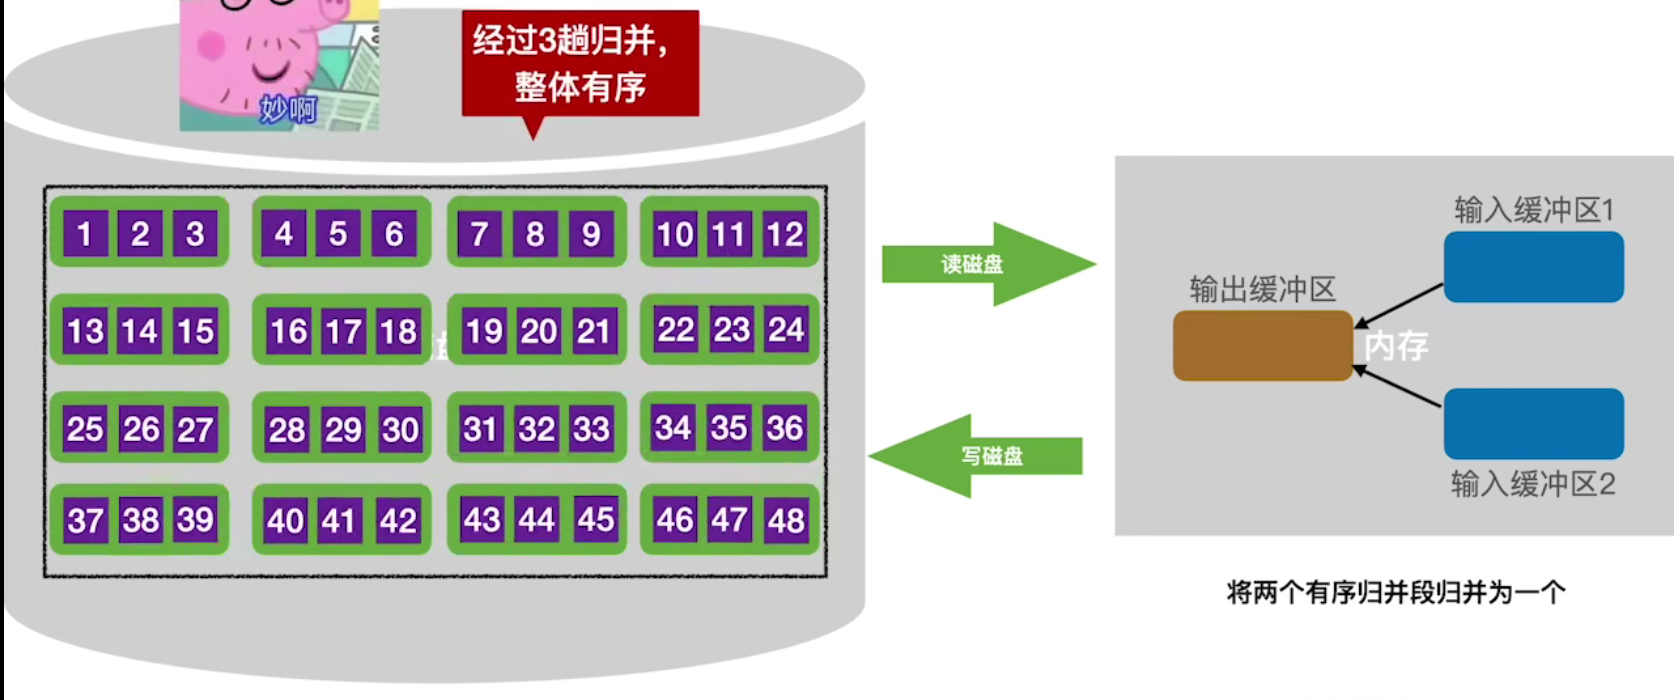 妙啊
经过3趟归并，
整体有序
1 2 3 4 5 6 7 8 9 10 11 12
13 14 15 16 17 18 19 20 21 22 23 24
25 26 27 28 29 30 31 32 33 34 35 36
37 38 39 40 41 42 43 44 45 46 47 48
读磁盘
写磁盘
输入缓冲区1
输出缓冲区
内存
输入缓冲区2
将两个有序归并段归并为一个